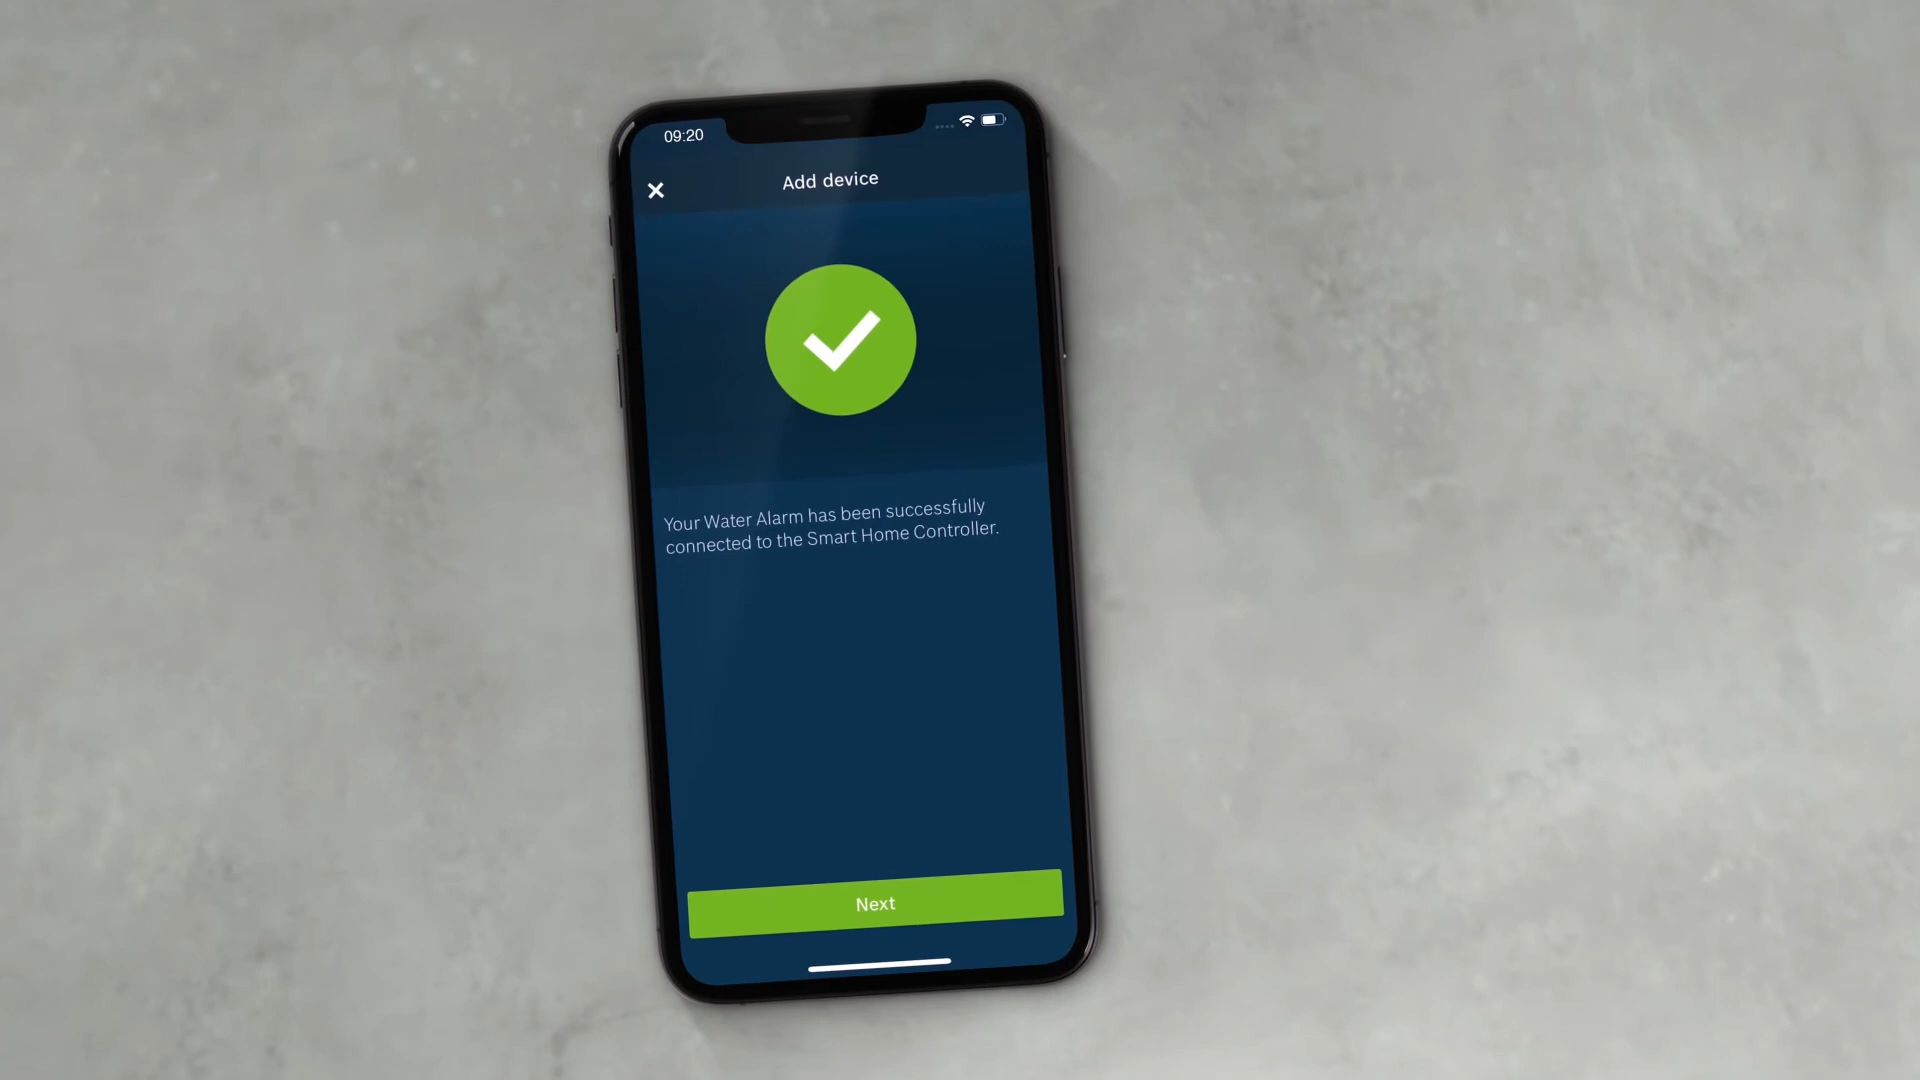 09:20
Add device
Your Water Alarm has been successfully
connected to the Smart Home Controller.
Next